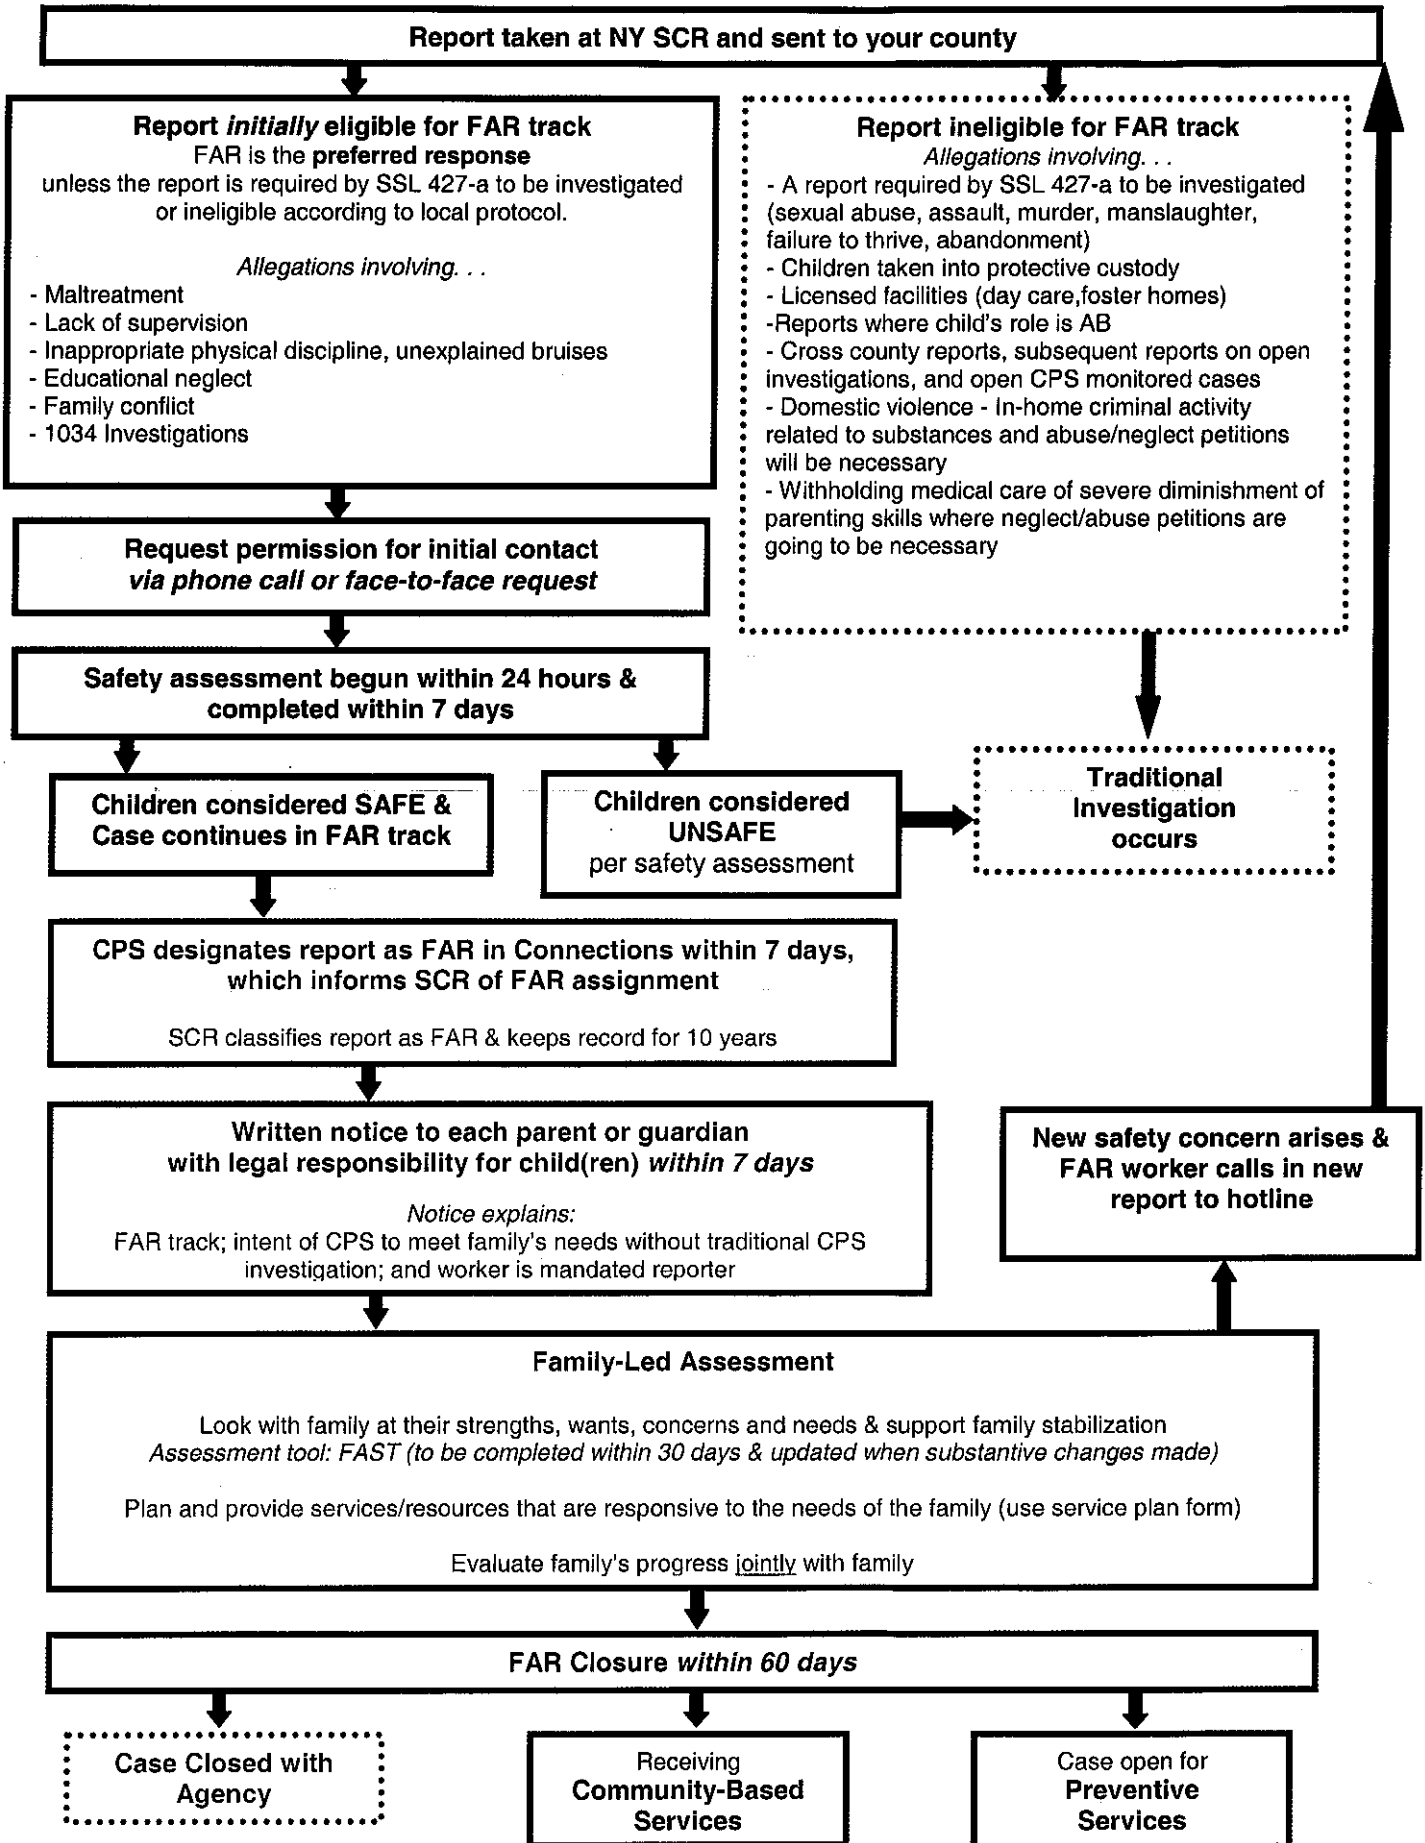 Report taken at NY SCR and sent to your county
Report initially eligible for FAR track
FAR is the preferred response
unless the report is required by SSL 427-a to be investigated
or ineligible according to local protocol.
Allegations involving. . .
- Maltreatment
- Lack of supervision
- Inappropriate physical discipline, unexplained bruises
- Educational neglect
- Family conflict
- 1034 Investigations
Report ineligible for FAR track
Allegations involving. . .
- A report required by SSL 427-a to be investigated
(sexual abuse, assault, murder, manslaughter,
failure to thrive, abandonment)
- Children taken into protective custody
- Licensed facilities (day care,foster homes)
-Reports where child's role is AB
- Cross county reports, subsequent reports on open
investigations, and open CPS monitored cases
- Domestic violence - In-home criminal activity
related to substances and abuse/neglect petitions
will be necessary
- Withholding medical care of severe diminishment of
parenting skills where neglect/abuse petitions are
going to be necessary
Request permission for initial contact
via phone call or face-to-face request
Safety assessment begun within 24 hours &
completed within 7 days
Children considered SAFE &
Case continues in FAR track
Children considered
UNSAFE
per safety assessment
Traditional
Investigation
occurs
CPS designates report as FAR in Connections within 7 days,
which informs SCR of FAR assignment
SCR classifies report as FAR & keeps record for 10 years
Written notice to each parent or guardian
with legal responsibility for child(ren) within 7 days
Notice explains:
FAR track; intent of CPS to meet family's needs without traditional CPS
investigation; and worker is mandated reporter
New safety concern arises &
FAR worker calls in new
report to hotline
Family-Led Assessment
Look with family at their strengths, wants, concerns and needs & support family stabilization
Assessment tool: FAST (to be completed within 30 days & updated when substantive changes made)
Plan and provide services/resources that are responsive to the needs of the family (use service plan form)
Evaluate family's progress jointly with family
FAR Closure within 60 days
Case Closed with
Agency
Receiving
Community-Based
Services
Case open for
Preventive
Services